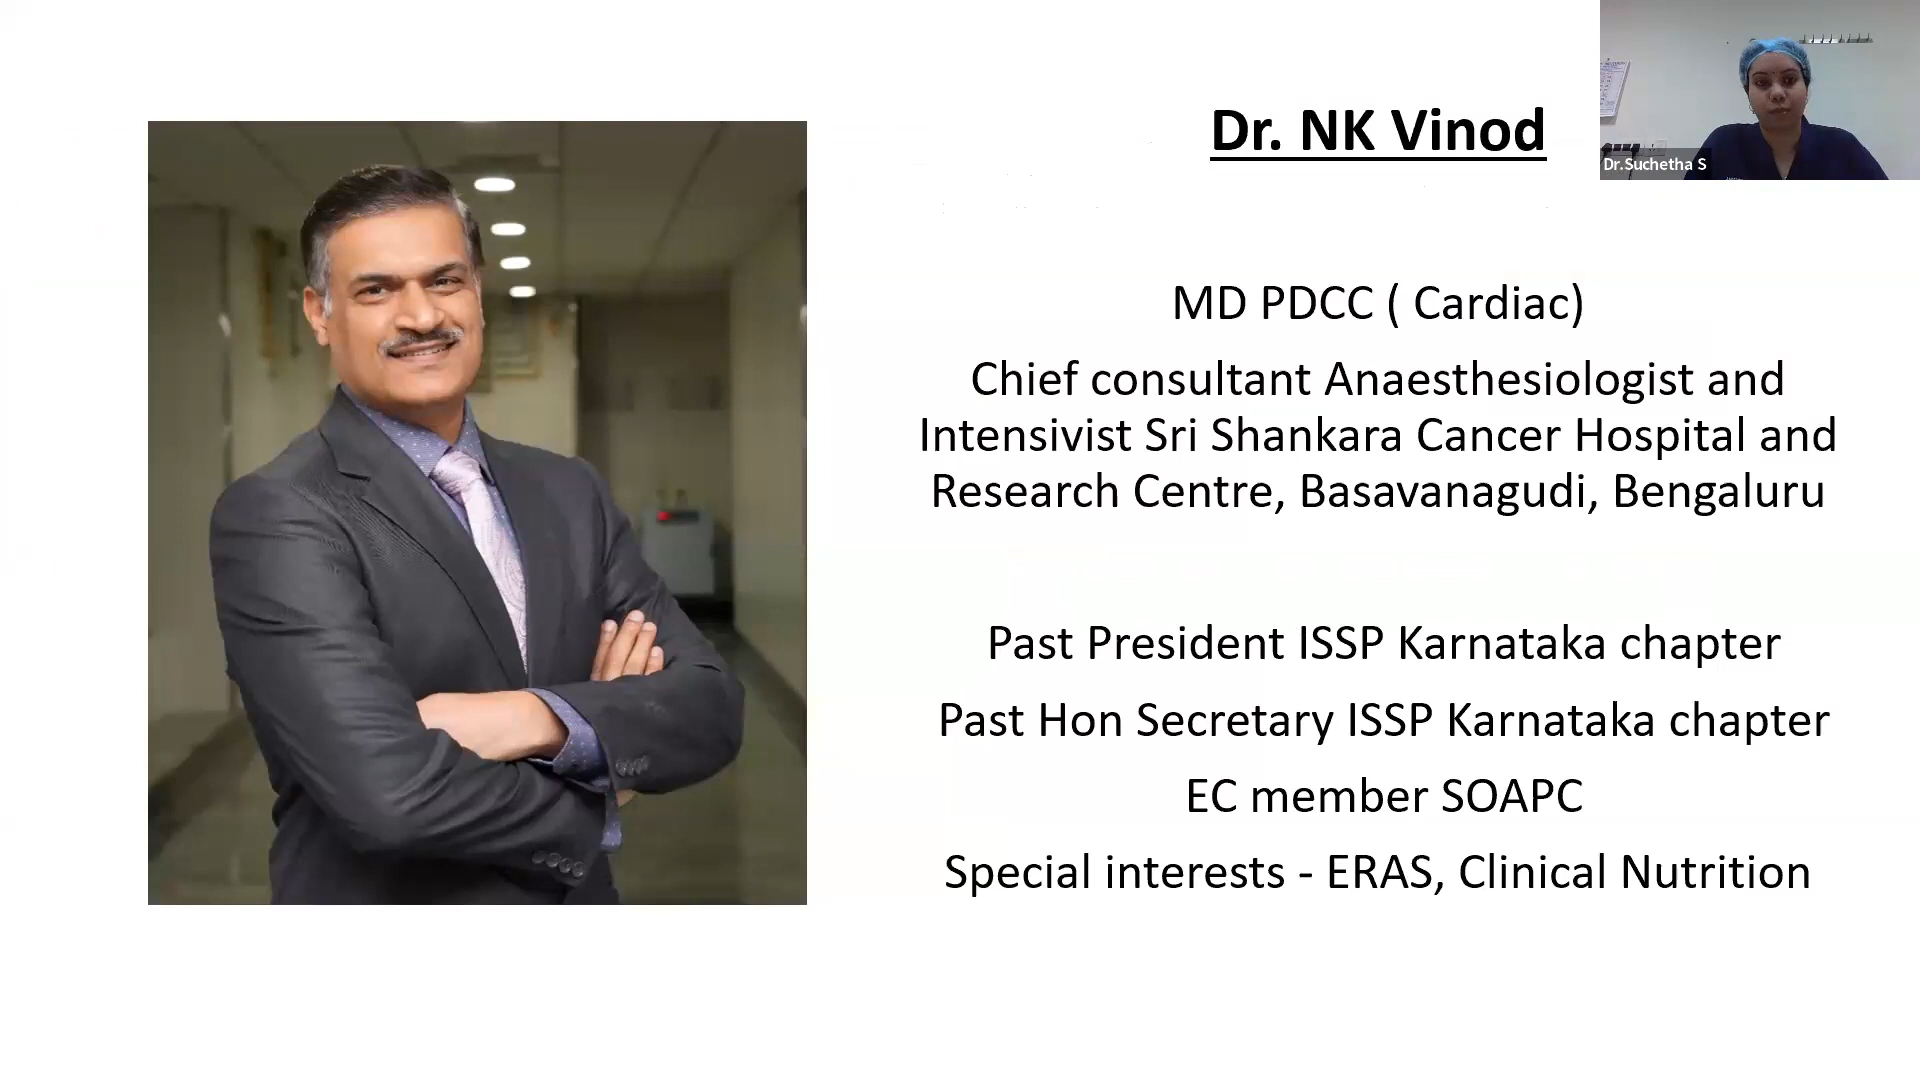 Dr. NK Vinod
Dr.Suchetha S
MD PDCC ( Cardiac)
Chief consultant Anaesthesiologist and
Intensivist Sri Shankara Cancer Hospital and
Research Centre, Basavanagudi, Bengaluru
Past President ISSP Karnataka chapter
Past Hon Secretary ISSP Karnataka chapter
EC member SOAPC
Special interests - ERAS, Clinical Nutrition